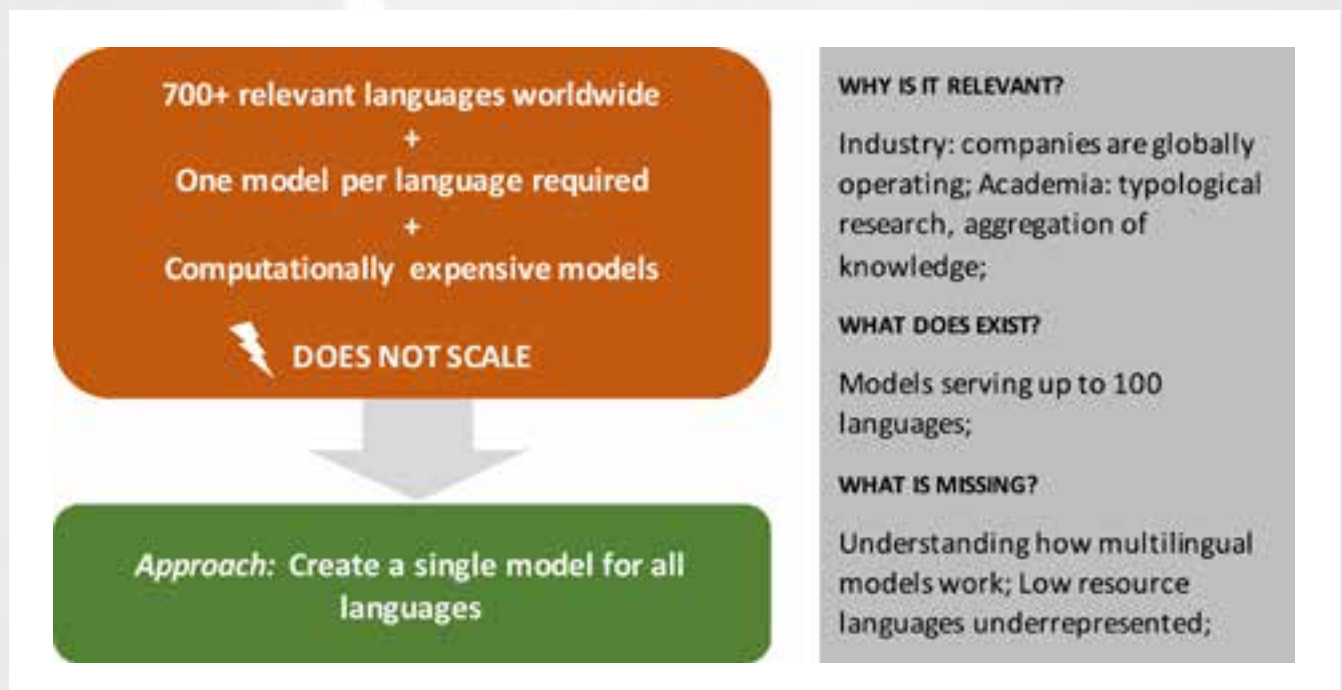 700+ relevant languages worldwide
+
One model per language required
+
Computationally expensive models
DOES NOT SCALE
Approach: Create a single model for all
languages
WHY IS IT RELEVANT?
Industry: companies are globally
operating; Academia: typological
research, aggregation of
knowledge;
WHAT DOES EXIST?
Models serving up to 100
languages;
WHAT IS MISSING?
Understanding how multilingual
models work; Low resource
languages underrepresented;